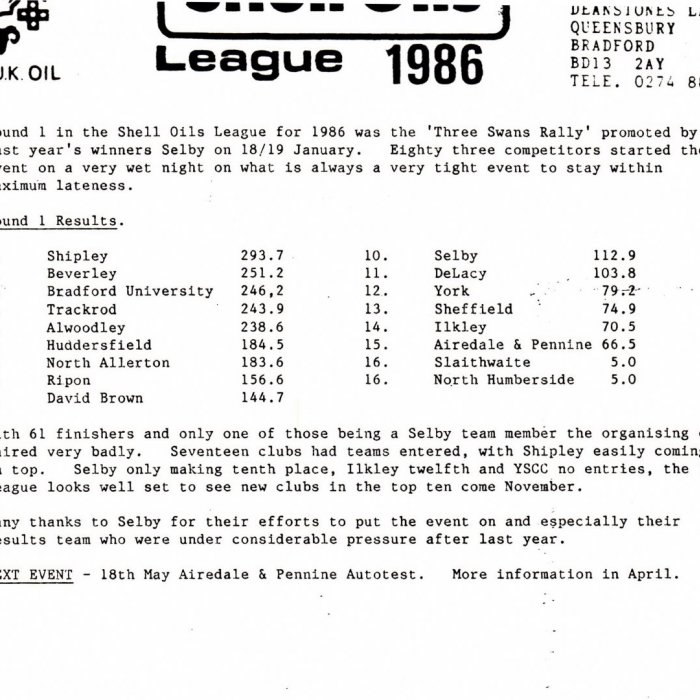 Shell Oils
DEANSTONES L
QUEENSBURY
BRADFORD
BD13 2AY
TELE. 0274 8
U.K. OIL
League 1986
ound 1 in the Shell Oils League for 1986 was the 'Three Swans Rally' promoted by
ast year's winners Selby on 18/19 January. Eighty three competitors started the
vent on a very wet night on what is always a very tight event to stay within
aximum lateness.
ound 1 Results.
Shipley 293.7 10. Selby 112.9
Beverley 251.2 11. DeLacy 103.8
Bradford University 246,2 12. York 79.2
Trackrod 243.9 13. Sheffield 74.9
Alwoodley 238.6 14. Ilkley 70.5
Huddersfield 184.5 15. Airedale & Pennine 66.5
North Allerton 183.6 16. Slaithwaite 5.0
Ripon 156.6 16. North Humberside 5.0
David Brown 144.7
ith 61 finishers and only one of those being a Selby team member the organising
aired very badly. Seventeen clubs had teams entered, with Shipley easily coming
n top. Selby only making tenth place, Ilkley twelfth and YSCC no entries, the
eague looks well set to see new clubs in the top ten come November.
any thanks to Selby for their efforts to put the event on and especially their
esults team who were under considerable pressure after last year.
EXT EVENT - 18th May Airedale & Pennine Autotest. More information in April.